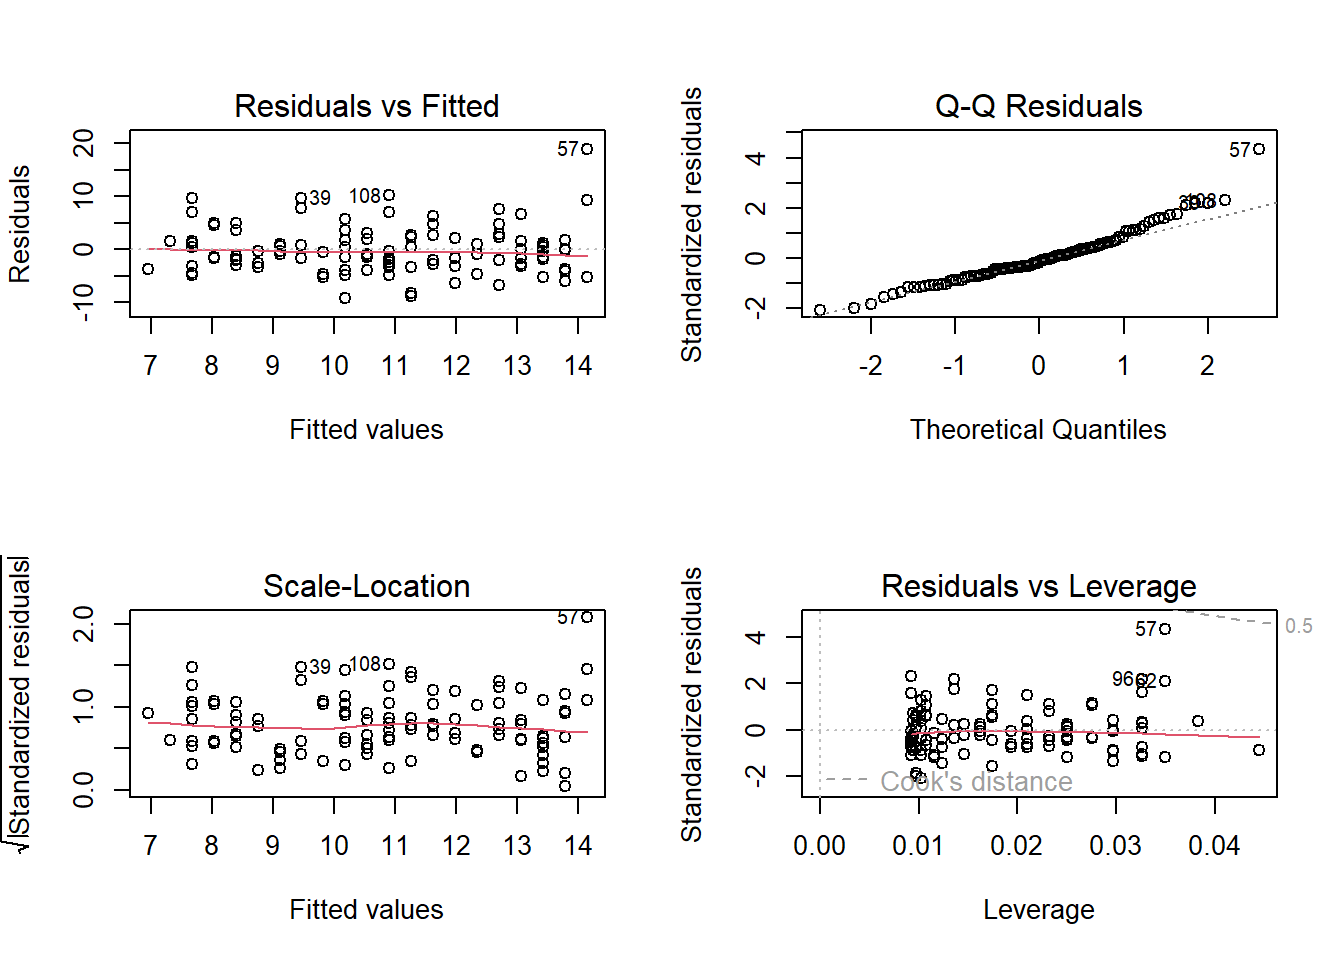 Residuals vs Fitted
Residuals
20
10
0
-10
57
39
108
7 8 9 10 11 12 13 14
Fitted values
Q-Q Residuals
Standardized residuals
4
2
0
-2
57
108
-2 -1 0 1 2
Theoretical Quantiles
Scale-Location
√|Standardized residuals|
2.0
1.0
0.0
57
39
108
7 8 9 10 11 12 13 14
Fitted values
Residuals vs Leverage
Standardized residuals
4
2
0
-2
57
96
62
0.5
Cook's distance
0.00 0.01 0.02 0.03 0.04
Leverage